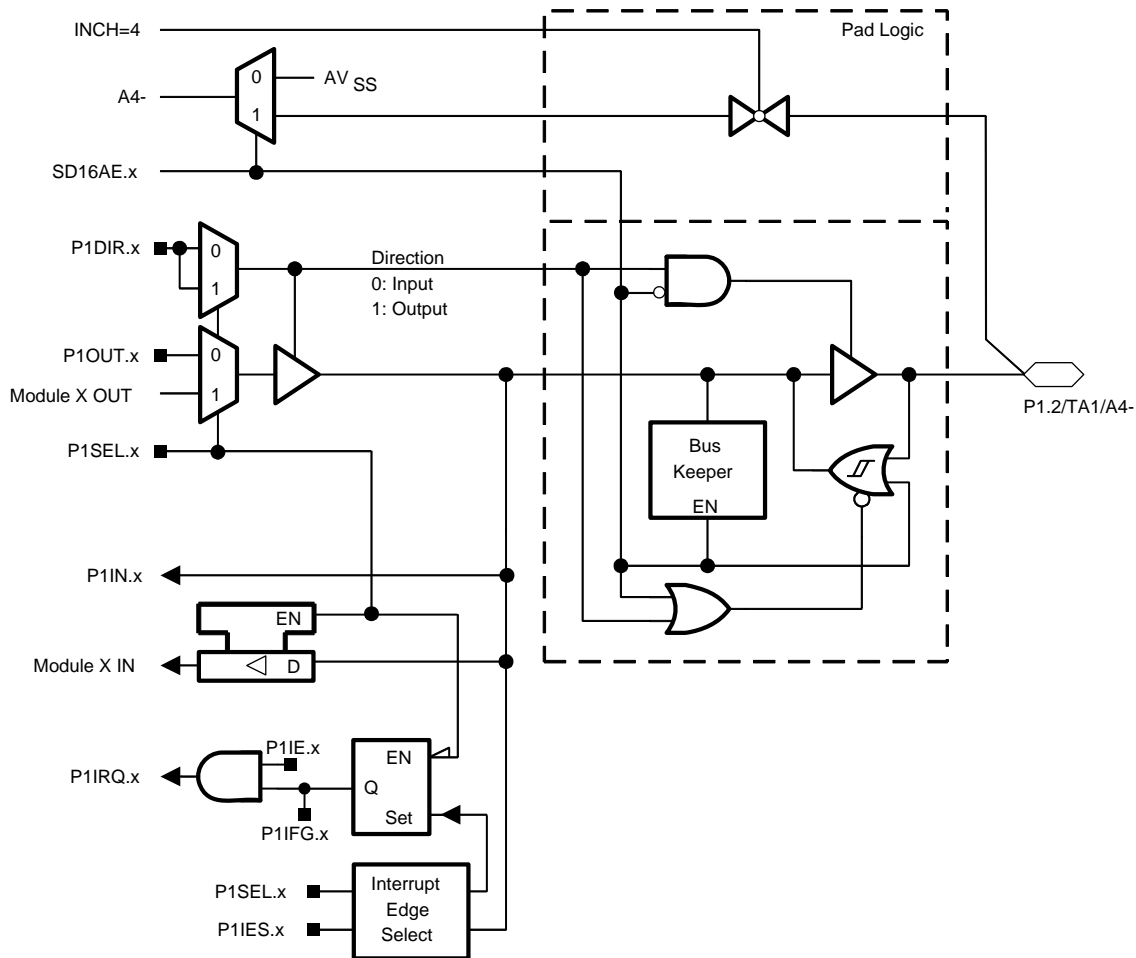 INCH=4
Pad Logic
0
AV SS
A4-
1
SD16AE.x
P1DIR.x
0
1
Direction
0: Input
1: Output
P1OUT.x
0
Module X OUT
1
P1.2/TA1/A4-
P1SEL.x
Bus
Keeper
EN
P1IN.x
EN
Module X IN
D
P1IE.x
EN
P1IRQ.x
Q
Set
P1IFG.x
P1SEL.x
Interrupt
Edge
Select
P1IES.x